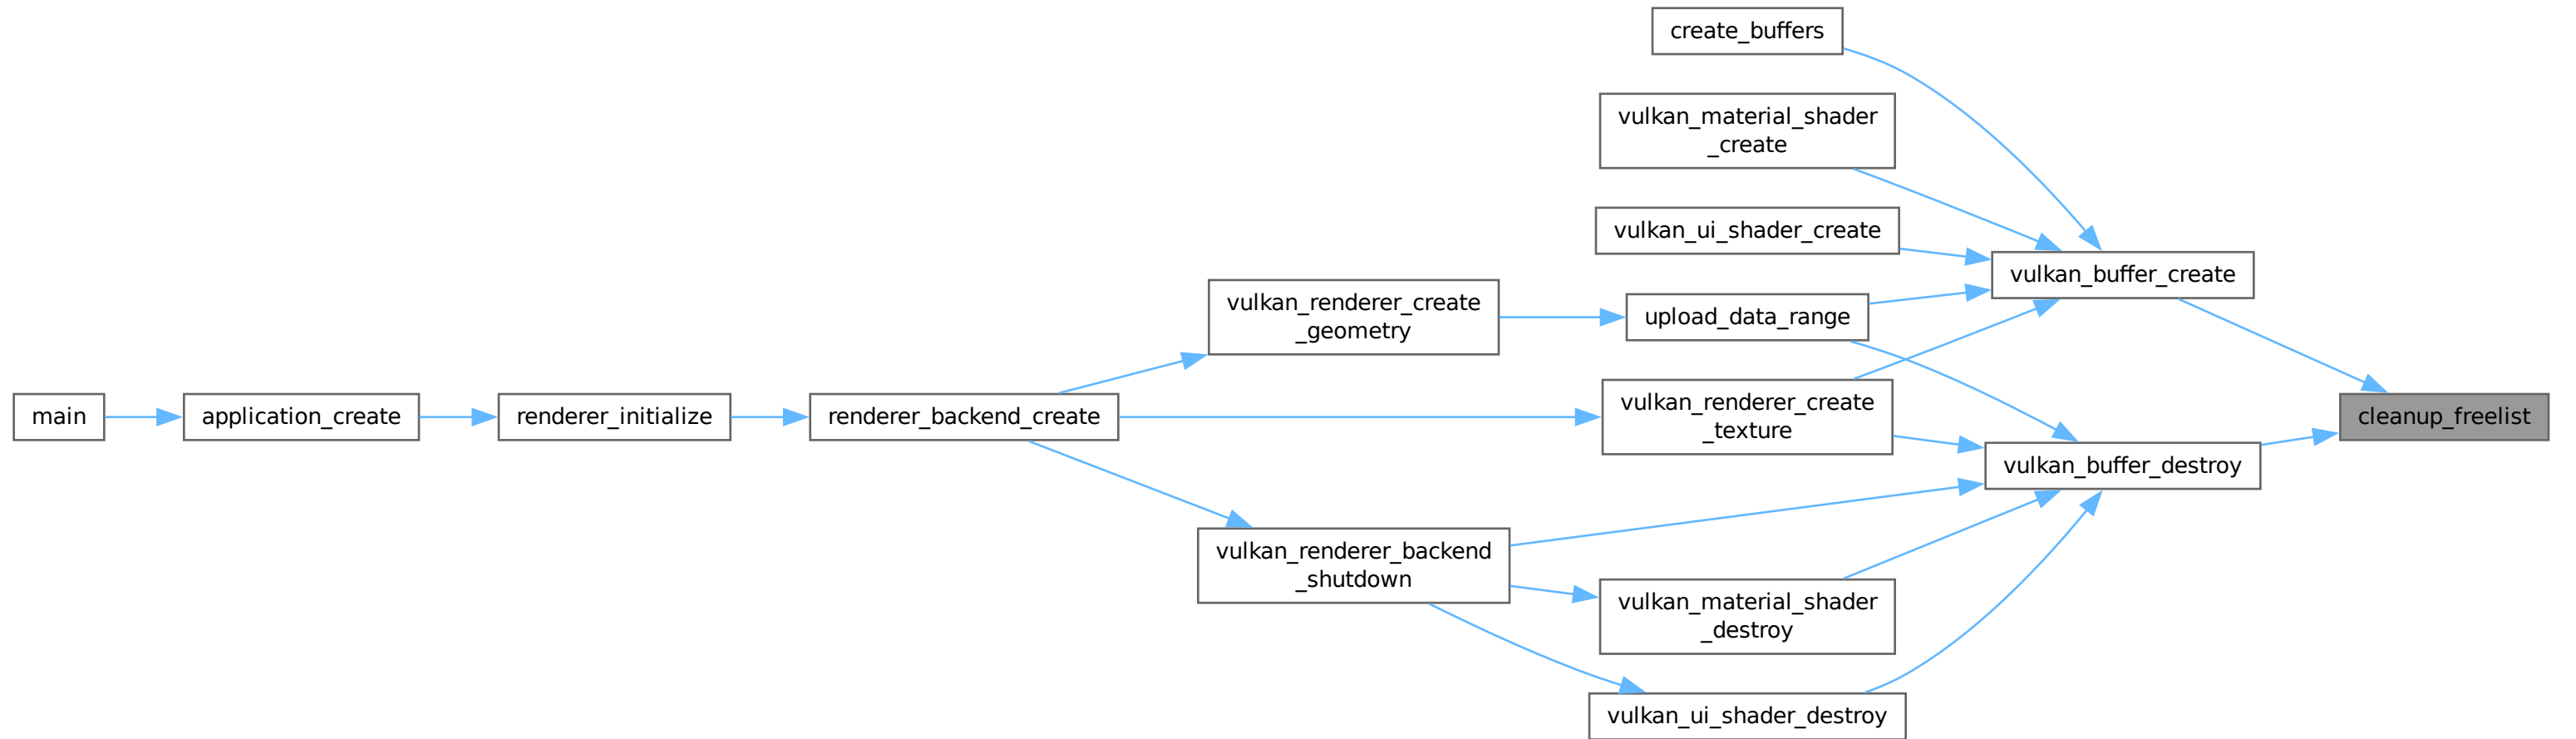 create_buffers
vulkan_material_shader
_create
vulkan_ui_shader_create
vulkan_buffer_create
vulkan_renderer_create
_geometry
upload_data_range
main
application_create
renderer_initialize
renderer_backend_create
vulkan_renderer_create
_texture
cleanup_freelist
vulkan_buffer_destroy
vulkan_renderer_backend
_shutdown
vulkan_material_shader
_destroy
vulkan_ui_shader_destroy